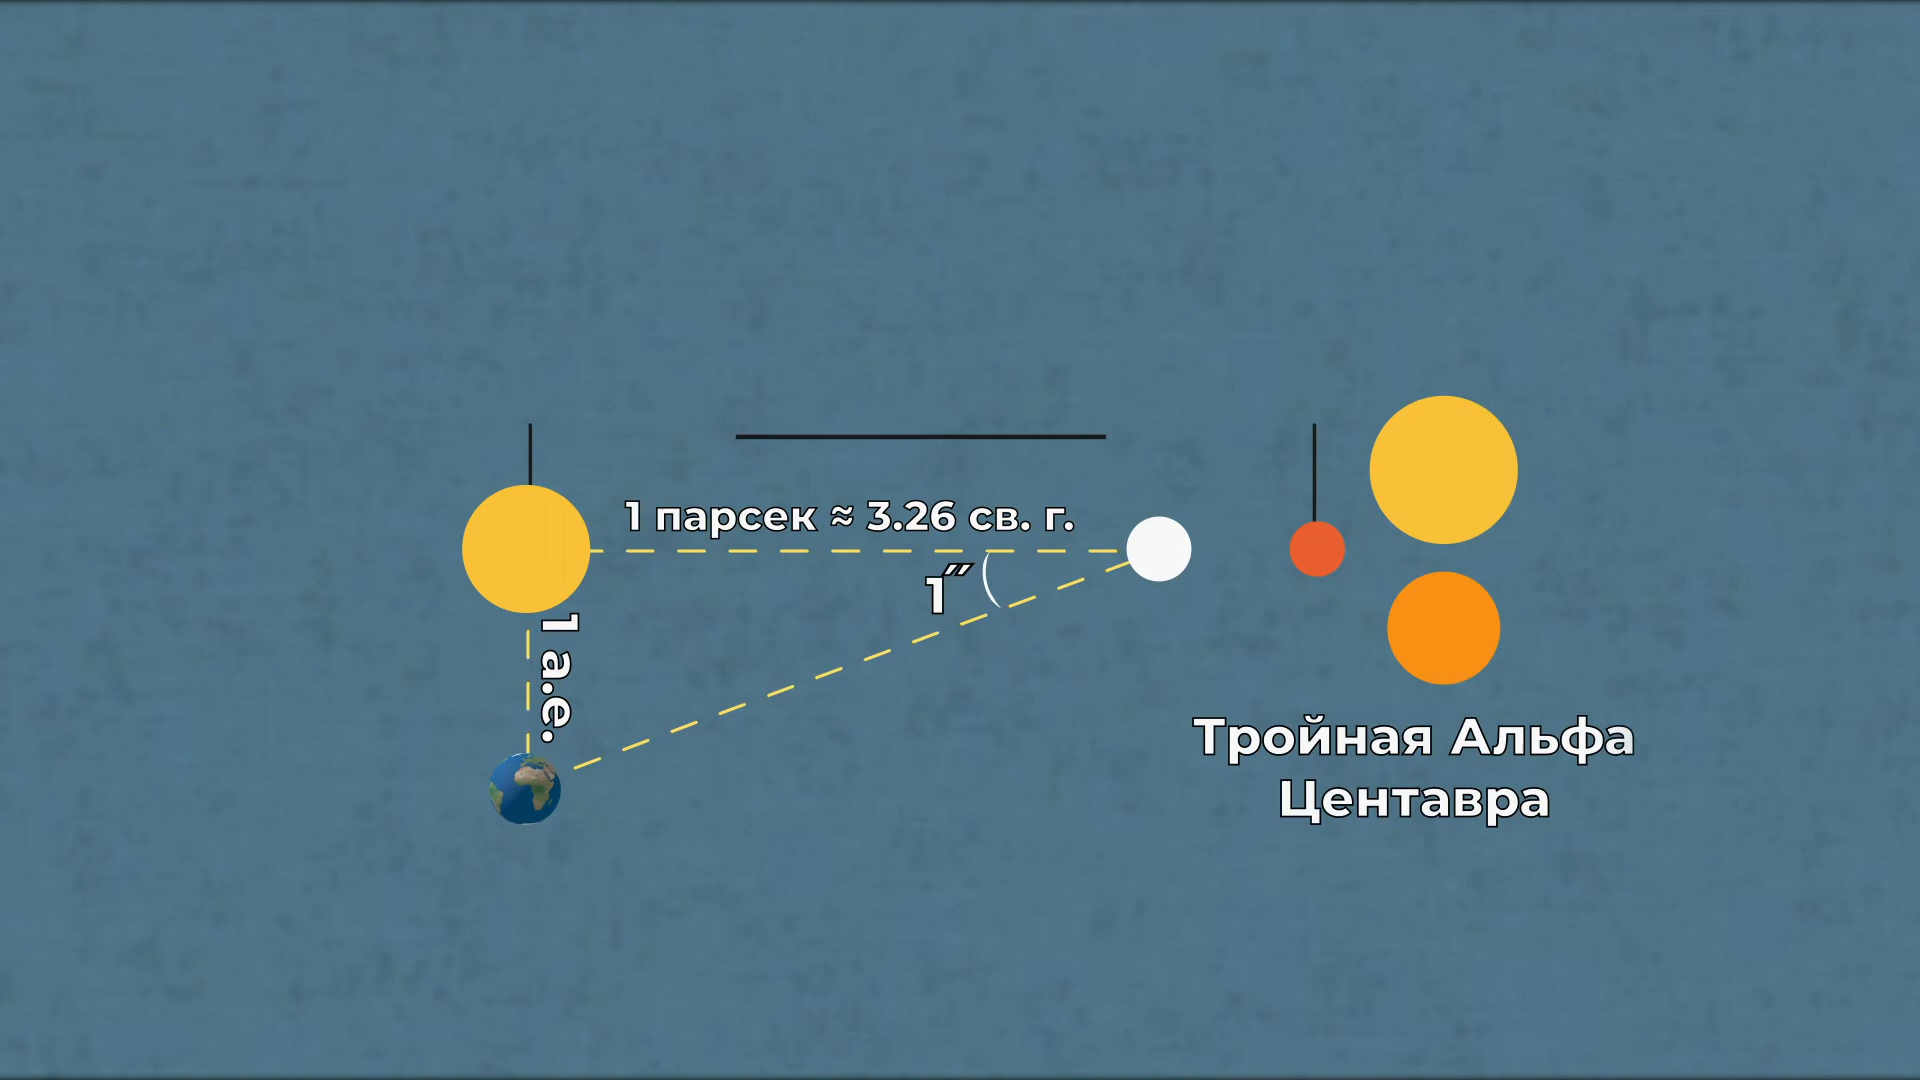 1 парсек ≈ 3.26 св. г.
1″
1 а.е.
Тройная Альфа
Центавра